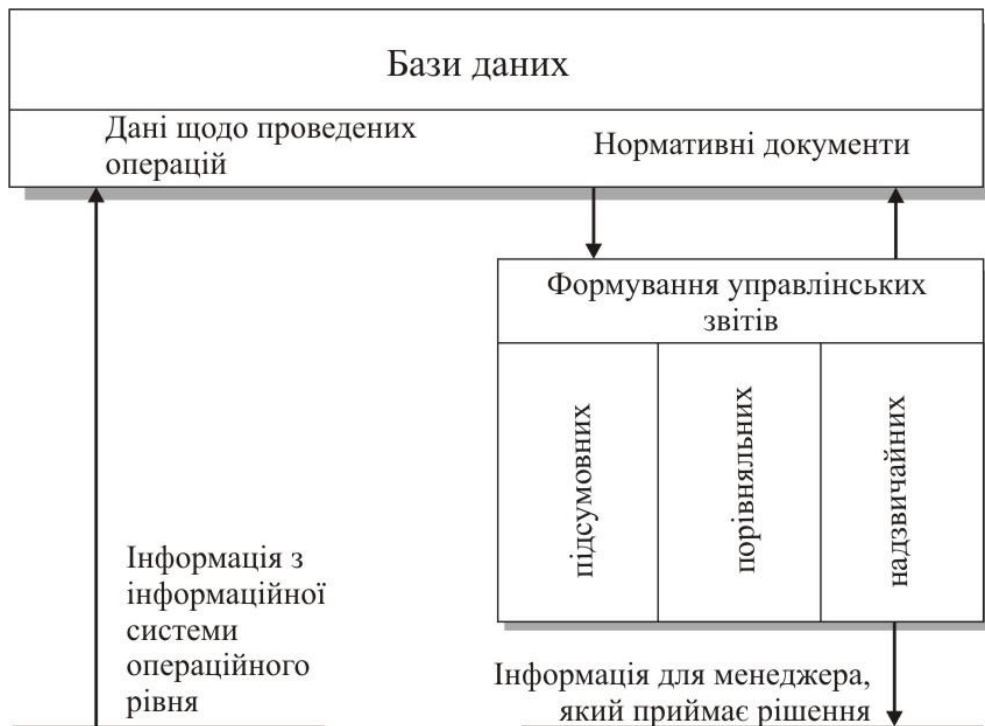 Бази даних
Дані щодо проведених
операцій
Нормативні документи
Формування управлінських
звітів
підсумовних
порівняльних
надзвичайних
Інформація з
інформаційної
системи
операційного
рівня
Інформація для менеджера,
який приймає рішення